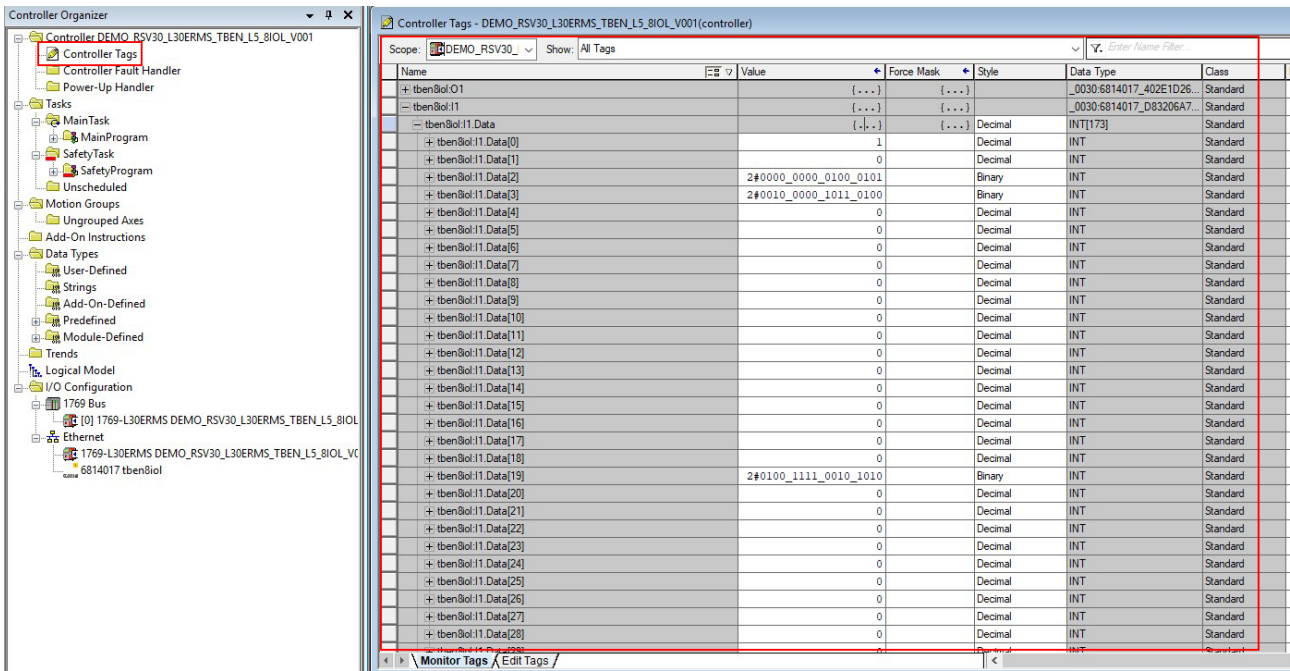 Controller Organizer
Controller DEMO_RSV30_L30ERMS_TBEN_L5_8IOL_V001
Controller Tags
Controller Fault Handler
Power-Up Handler
Tasks
MainTask
MainProgram
SafetyTask
SafetyProgram
Unscheduled
Motion Groups
Ungrouped Axes
Add-On Instructions
Data Types
User-Defined
Strings
Add-On-Defined
Predefined
Module-Defined
Trends
Logical Model
I/O Configuration
1769 Bus
[0] 1769-L30ERMS DEMO_RSV30_L30ERMS_TBEN_L5_8IOL
Ethernet
1769-L30ERMS DEMO_RSV30_L30ERMS_TBEN_L5_8IOL_V(
6814017 tben8iol
Controller Tags - DEMO_RSV30_L30ERMS_TBEN_L5_8IOL_V001(controller)
Scope: DEMO_RSV30_L Show: All Tags Enter Name Filter...
Name Value Force Mask Style Data Type Class
tben8iol:O1 {...} {...} _0030:6814017_402E1D26... Standard
tben8iol:I1 {...} {...} _0030:6814017_D83206A7... Standard
tben8iol:I1.Data {...} {...} Decimal INT[173] Standard
tben8iol:I1.Data[0] 1 Decimal INT Standard
tben8iol:I1.Data[1] 0 Decimal INT Standard
tben8iol:I1.Data[2] 2#0000_0000_0100_0101 Binary INT Standard
tben8iol:I1.Data[3] 2#0010_0000_1011_0100 Binary INT Standard
tben8iol:I1.Data[4] 0 Decimal INT Standard
tben8iol:I1.Data[5] 0 Decimal INT Standard
tben8iol:I1.Data[6] 0 Decimal INT Standard
tben8iol:I1.Data[7] 0 Decimal INT Standard
tben8iol:I1.Data[8] 0 Decimal INT Standard
tben8iol:I1.Data[9] 0 Decimal INT Standard
tben8iol:I1.Data[10] 0 Decimal INT Standard
tben8iol:I1.Data[11] 0 Decimal INT Standard
tben8iol:I1.Data[12] 0 Decimal INT Standard
tben8iol:I1.Data[13] 0 Decimal INT Standard
tben8iol:I1.Data[14] 0 Decimal INT Standard
tben8iol:I1.Data[15] 0 Decimal INT Standard
tben8iol:I1.Data[16] 0 Decimal INT Standard
tben8iol:I1.Data[17] 0 Decimal INT Standard
tben8iol:I1.Data[18] 0 Decimal INT Standard
tben8iol:I1.Data[19] 2#0100_1111_0010_1010 Binary INT Standard
tben8iol:I1.Data[20] 0 Decimal INT Standard
tben8iol:I1.Data[21] 0 Decimal INT Standard
tben8iol:I1.Data[22] 0 Decimal INT Standard
tben8iol:I1.Data[23] 0 Decimal INT Standard
tben8iol:I1.Data[24] 0 Decimal INT Standard
tben8iol:I1.Data[25] 0 Decimal INT Standard
tben8iol:I1.Data[26] 0 Decimal INT Standard
tben8iol:I1.Data[27] 0 Decimal INT Standard
tben8iol:I1.Data[28] 0 Decimal INT Standard
Monitor Tags Edit Tags